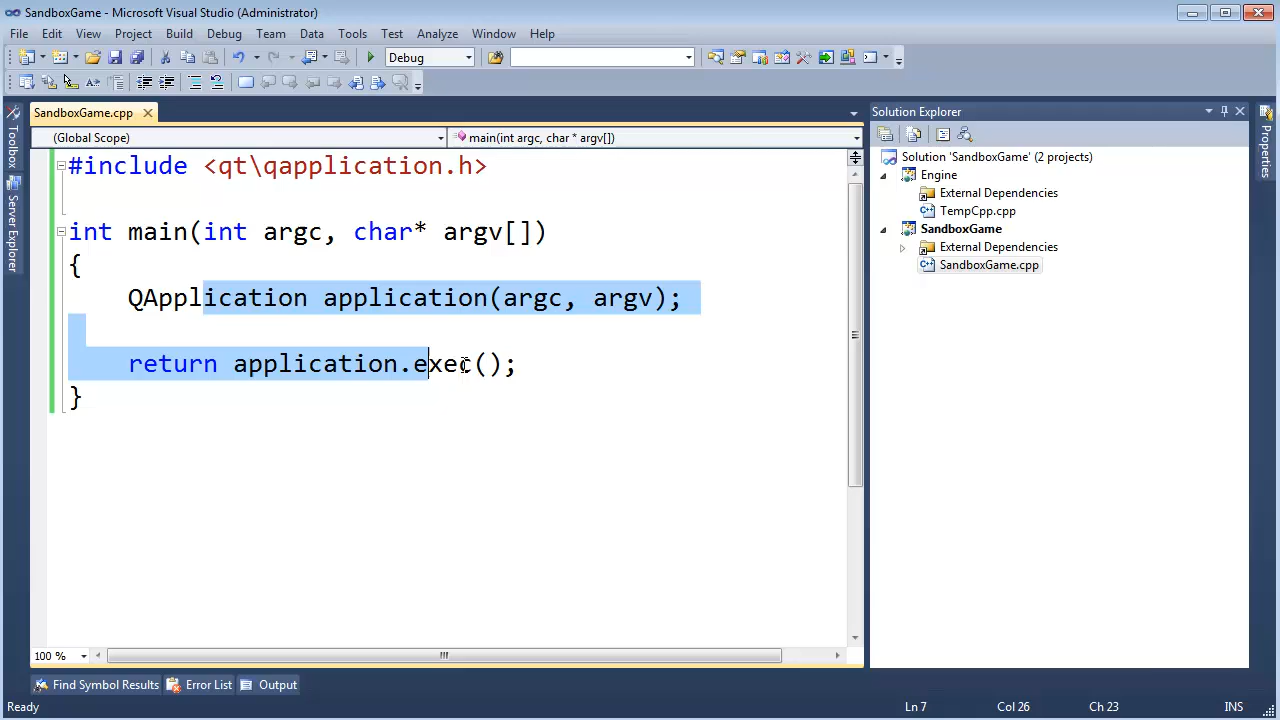 SandboxGame - Microsoft Visual Studio (Administrator)
File Edit View Project Build Debug Team Data Tools Test Analyze Window Help
Debug
SandboxGame.cpp
(Global Scope) main(int argc, char * argv[])
#include <qt\qapplication.h>
int main(int argc, char* argv[])
{
QApplication application(argc, argv);
return application.exec();
}
100 %
Toolbox
Server Explorer
Solution Explorer
Solution 'SandboxGame' (2 projects)
Engine
External Dependencies
TempCpp.cpp
SandboxGame
External Dependencies
SandboxGame.cpp
Properties
Find Symbol Results Error List Output
Ready Ln 7 Col 26 Ch 23 INS